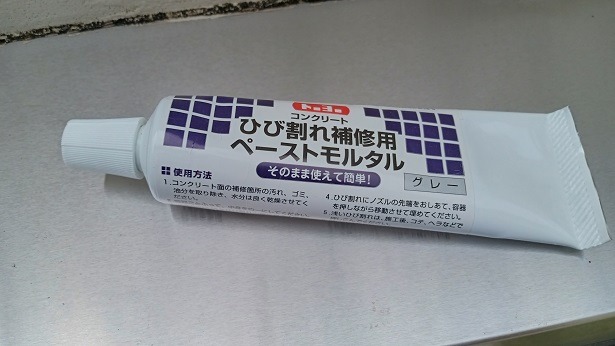 トーヨー
コンクリート
ひび割れ補修用
ペーストモルタル
そのまま使えて簡単!
グレー
使用方法
1.コンクリート面の補修箇所の汚れ、ゴミ、
油分を取り除き、水分は良く乾燥させてく
ださい。
4.ひび割れにノズルの先端をおしあて、容器
を押しながら移動させて埋めてください。
5.浅いひび割れは、施工後、コテ、ヘラなどで